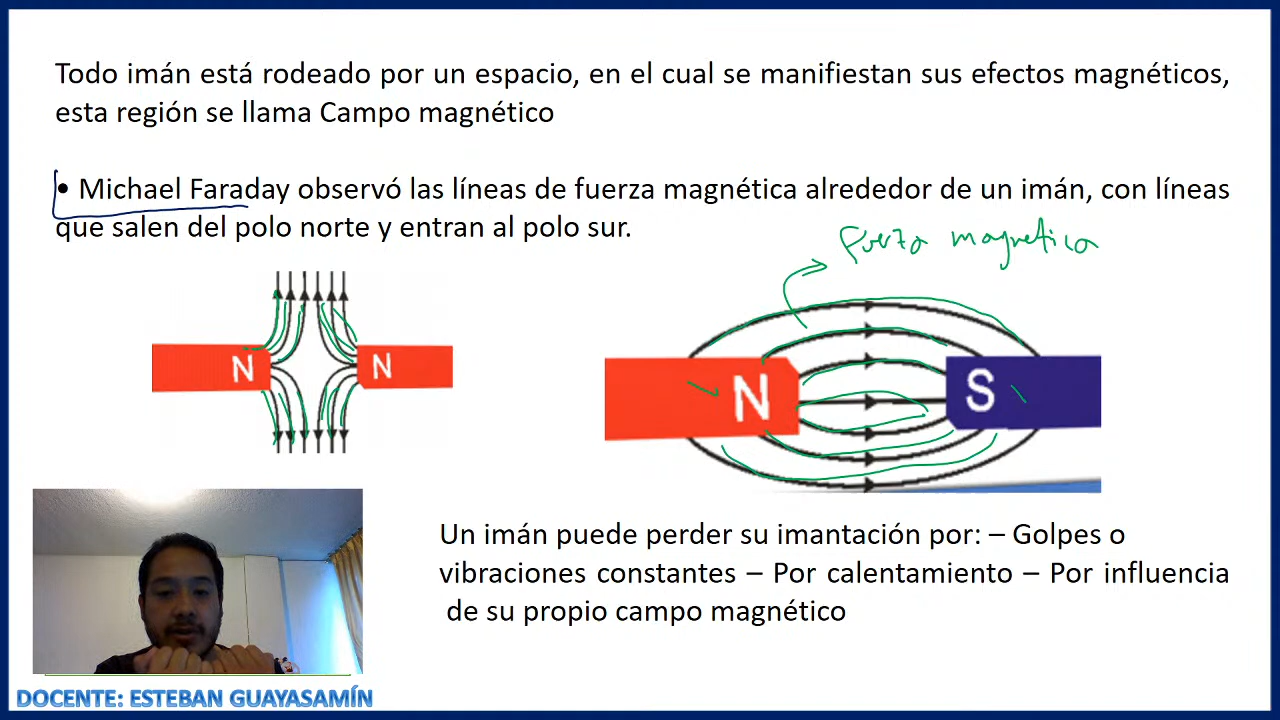 Todo imán está rodeado por un espacio, en el cual se manifiestan sus efectos magnéticos,
esta región se llama Campo magnético
• Michael Faraday observó las líneas de fuerza magnética alrededor de un imán, con líneas
que salen del polo norte y entran al polo sur.
fuerza magnetica
N N
N S
Un imán puede perder su imantación por: – Golpes o
vibraciones constantes – Por calentamiento – Por influencia
de su propio campo magnético
DOCENTE: ESTEBAN GUAYASAMÍN